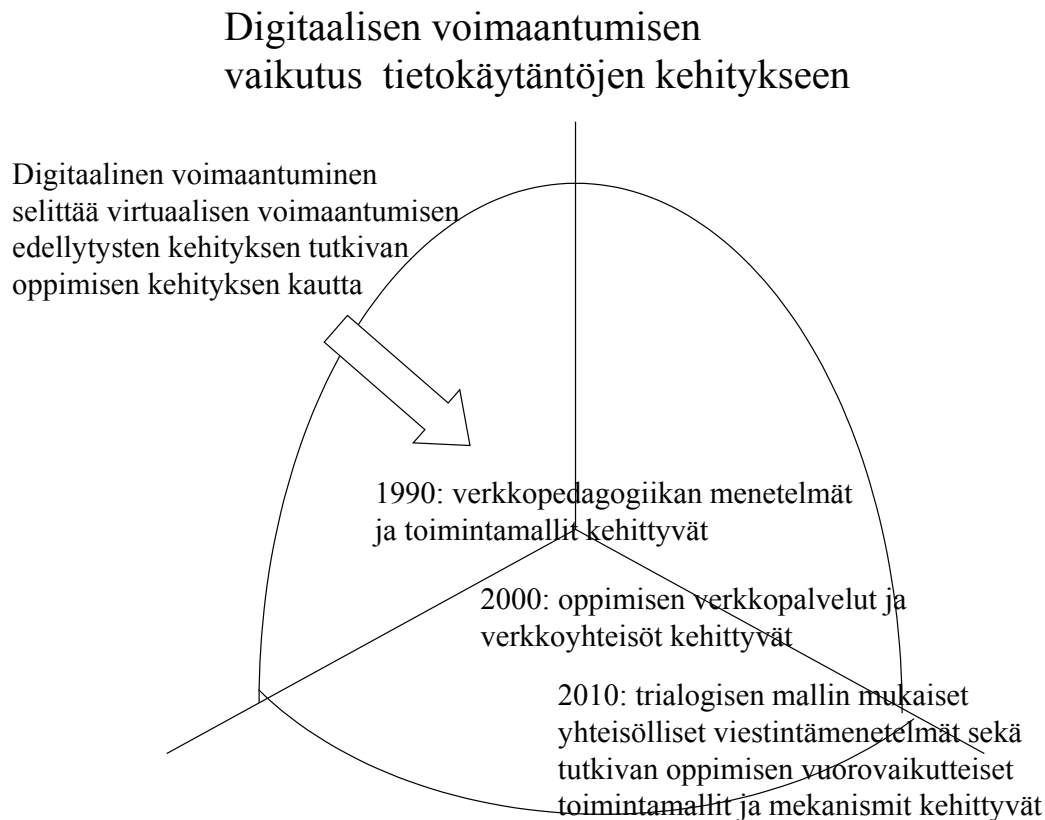 Digitaalisen voimaantumisen
vaikutus tietokäytäntöjen kehitykseen
Digitaalinen voimaantuminen
selittää virtuaalisen voimaantumisen
edellytysten kehityksen tutkivan
oppimisen kehityksen kautta
1990: verkkopedagogiikan menetelmät
ja toimintamallit kehittyvät
2000: oppimisen verkkopalvelut ja
verkkoyhteisöt kehittyvät
2010: trialogisen mallin mukaiset
yhteisölliset viestintämenetelmät sekä
tutkivan oppimisen vuorovaikutteiset
toimintamallit ja mekanismit kehittyvät